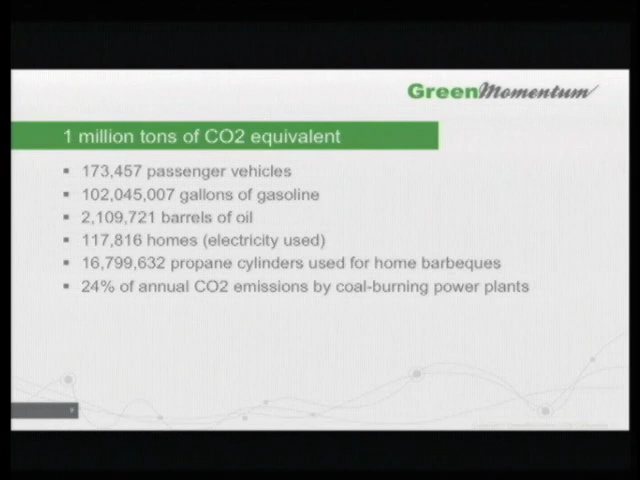 GreenMomentum
1 million tons of CO2 equivalent
▪ 173,457 passenger vehicles
▪ 102,045,007 gallons of gasoline
▪ 2,109,721 barrels of oil
▪ 117,816 homes (electricity used)
▪ 16,799,632 propane cylinders used for home barbeques
▪ 24% of annual CO2 emissions by coal-burning power plants